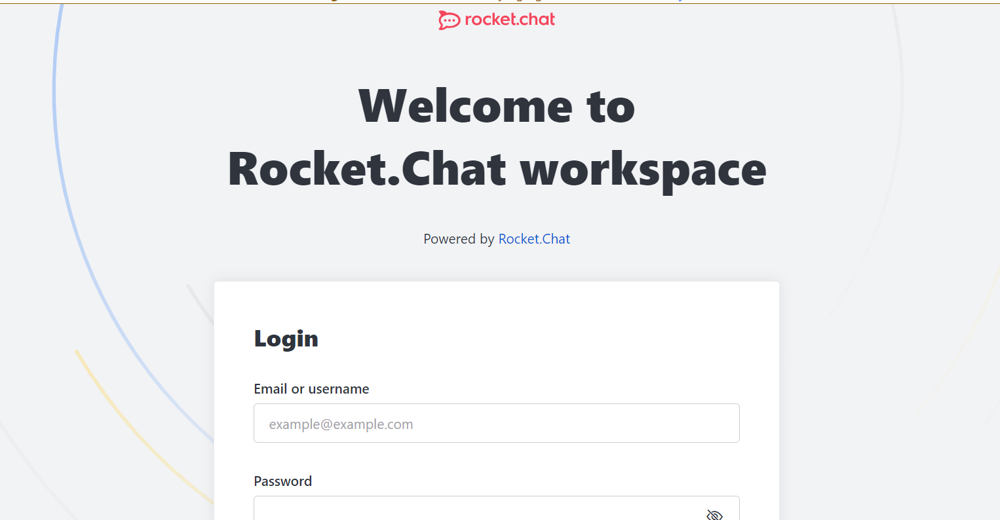 rocket.chat
Welcome to
Rocket.Chat workspace
Powered by Rocket.Chat
Login
Email or username
example@example.com
Password